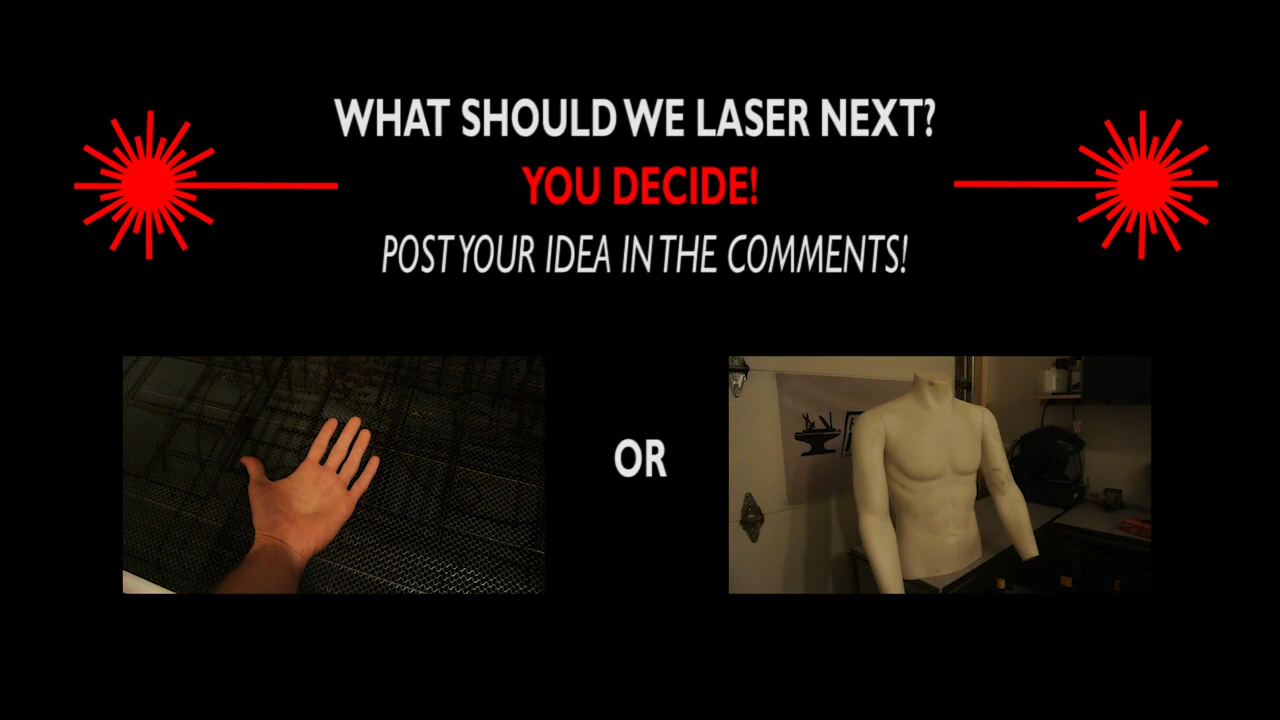 WHAT SHOULD WE LASER NEXT?
YOU DECIDE!
POST YOUR IDEA IN THE COMMENTS!
OR